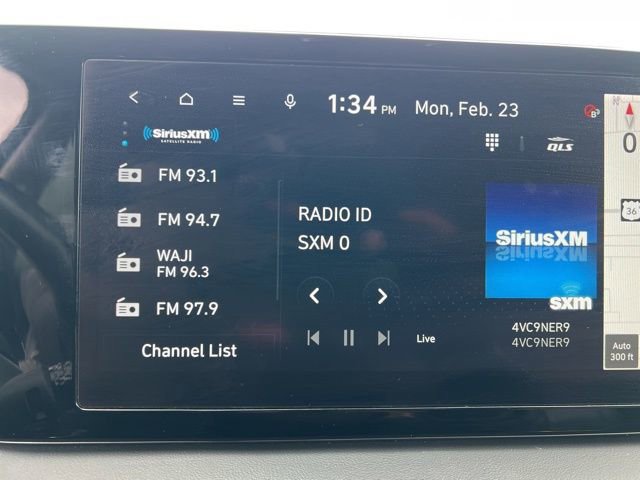 1:34 PM Mon, Feb. 23
SiriusXM
SATELLITE RADIO
QLS
0
FM 93.1
FM 94.7
WAJI
FM 96.3
FM 97.9
Channel List
RADIO ID
SXM 0
Live
SiriusXM
sxm
4VC9NER9
4VC9NER9
36
Auto
300 ft